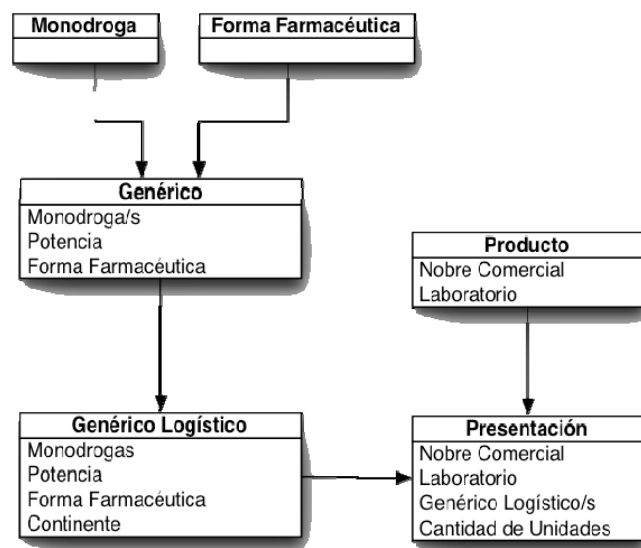 Monodroga
Forma Farmacéutica
Genérico
Monodroga/s
Potencia
Forma Farmacéutica
Producto
Nobre Comercial
Laboratorio
Genérico Logístico
Monodrogas
Potencia
Forma Farmacéutica
Continente
Presentación
Nobre Comercial
Laboratorio
Genérico Logístico/s
Cantidad de Unidades